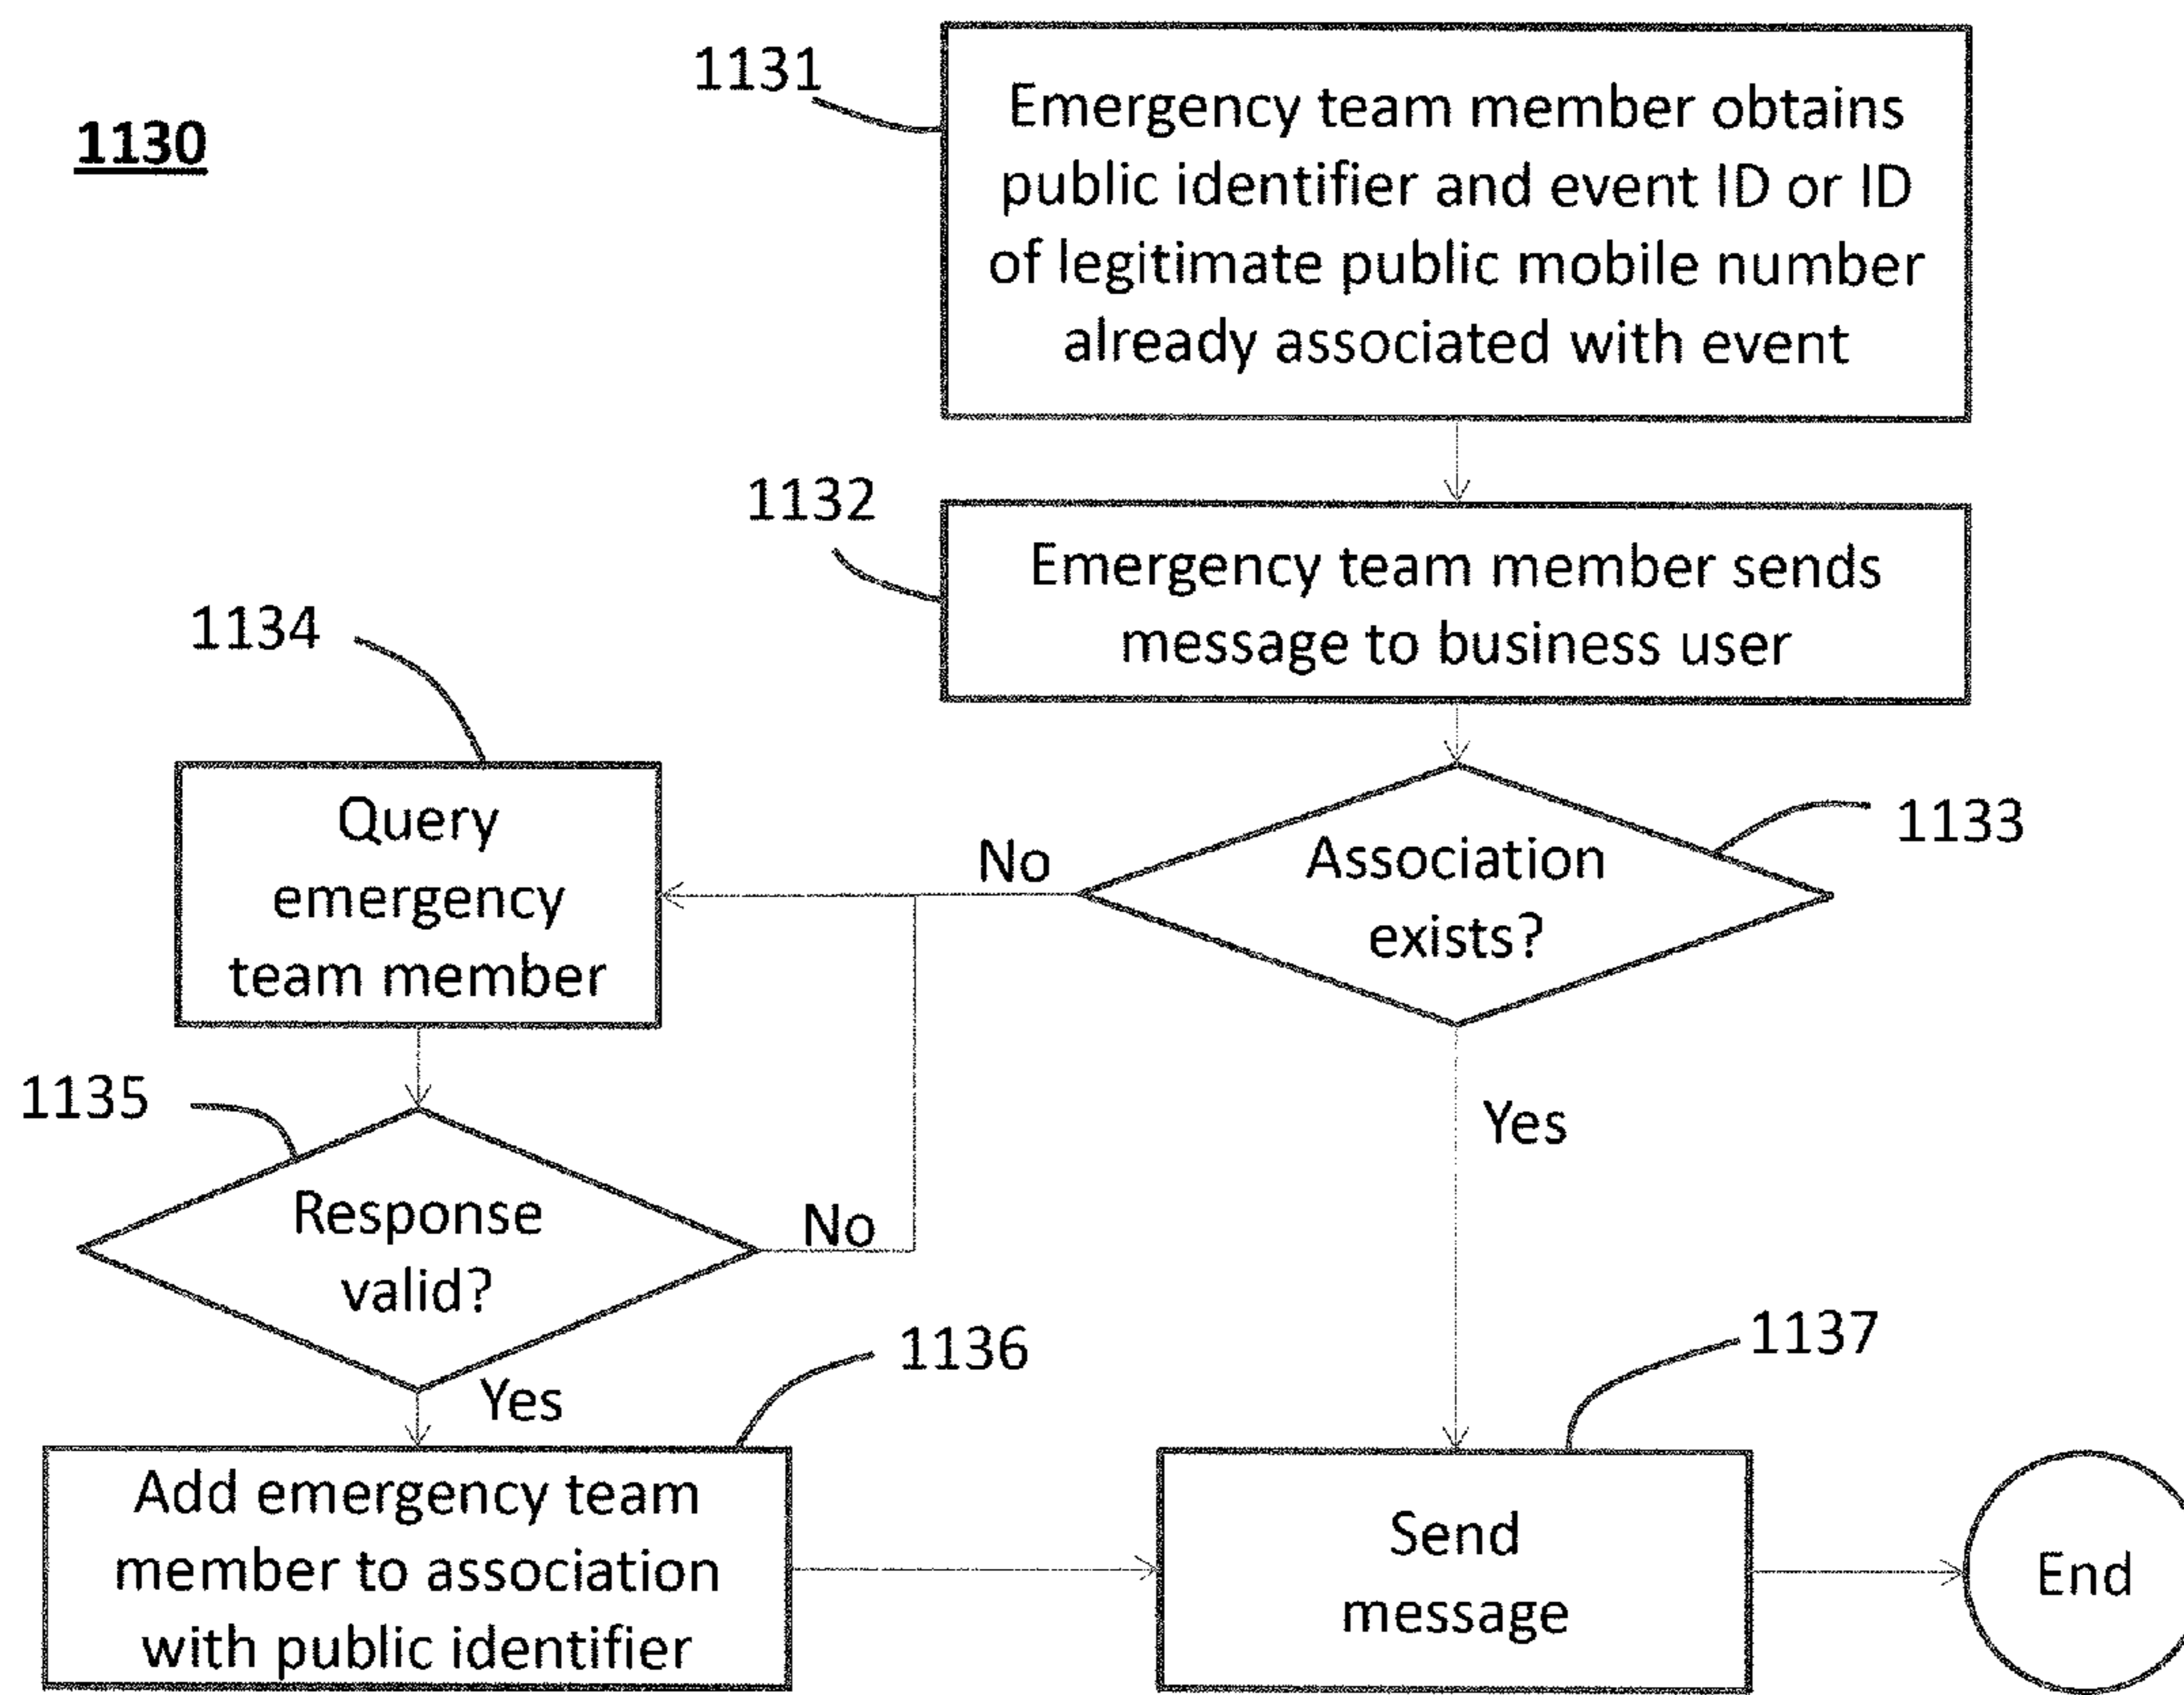 1130
1131
Emergency team member obtains
public identifier and event ID or ID
of legitimate public mobile number
already associated with event
1132
Emergency team member sends
message to business user
1133
Association
exists?
No
Yes
1134
Query
emergency
team member
1135
Response
valid?
No
Yes
1136
Add emergency team
member to association
with public identifier
1137
Send
message
End